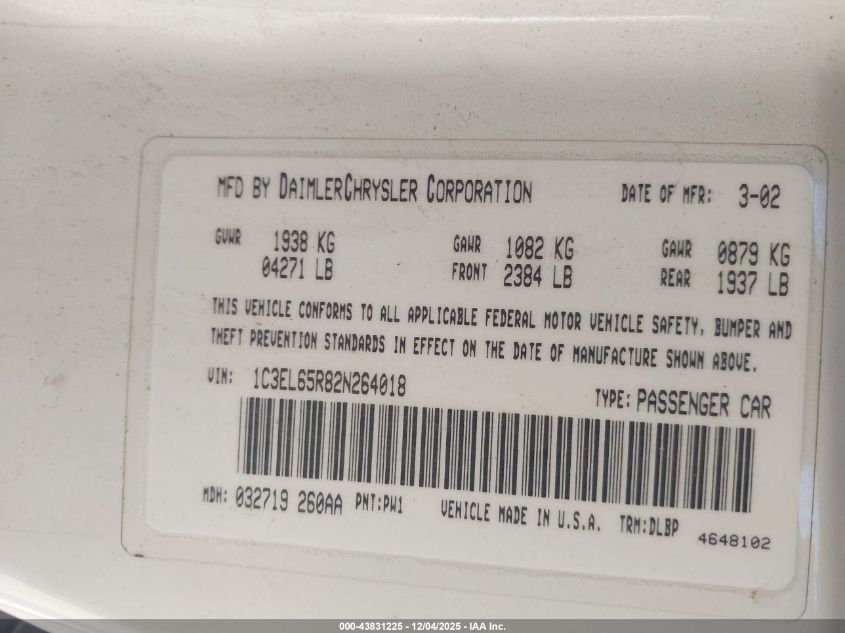 MFD BY DAIMLERCHRYSLER CORPORATION DATE OF MFR: 3-02
GVWR 1938 KG GAWR 1082 KG GAWR 0879 KG
04271 LB FRONT 2384 LB REAR 1937 LB
THIS VEHICLE CONFORMS TO ALL APPLICABLE FEDERAL MOTOR VEHICLE SAFETY, BUMPER AND
THEFT PREVENTION STANDARDS IN EFFECT ON THE DATE OF MANUFACTURE SHOWN ABOVE.
VIN: 1C3EL65R82N264018 TYPE: PASSENGER CAR
MDH: 032719 260AA PNT:PW1 VEHICLE MADE IN U.S.A. TRM:DLBP 4648102
000-43831225 - 12/04/2025 - IAA Inc.